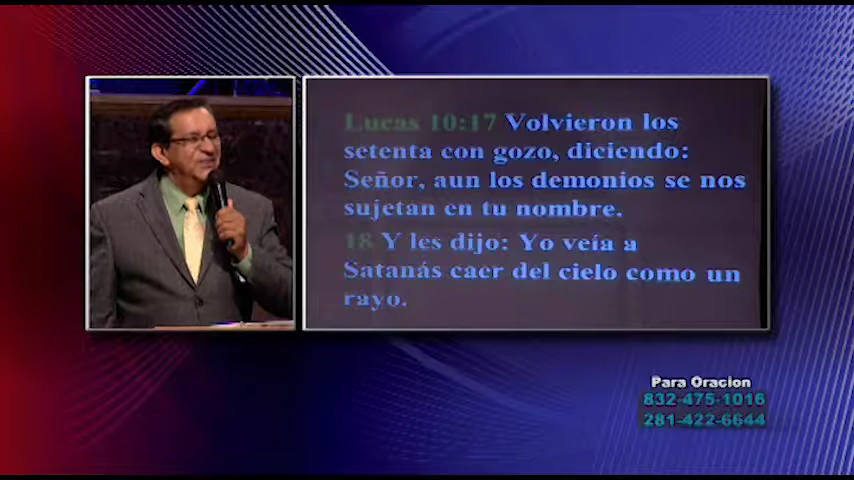 Lucas 10:17 Volvieron los
setenta con gozo, diciendo:
Señor, aun los demonios se nos
sujetan en tu nombre.
18 Y les dijo: Yo veía a
Satanás caer del cielo como un
rayo.
Para Oracion
832-475-1016
281-422-6644